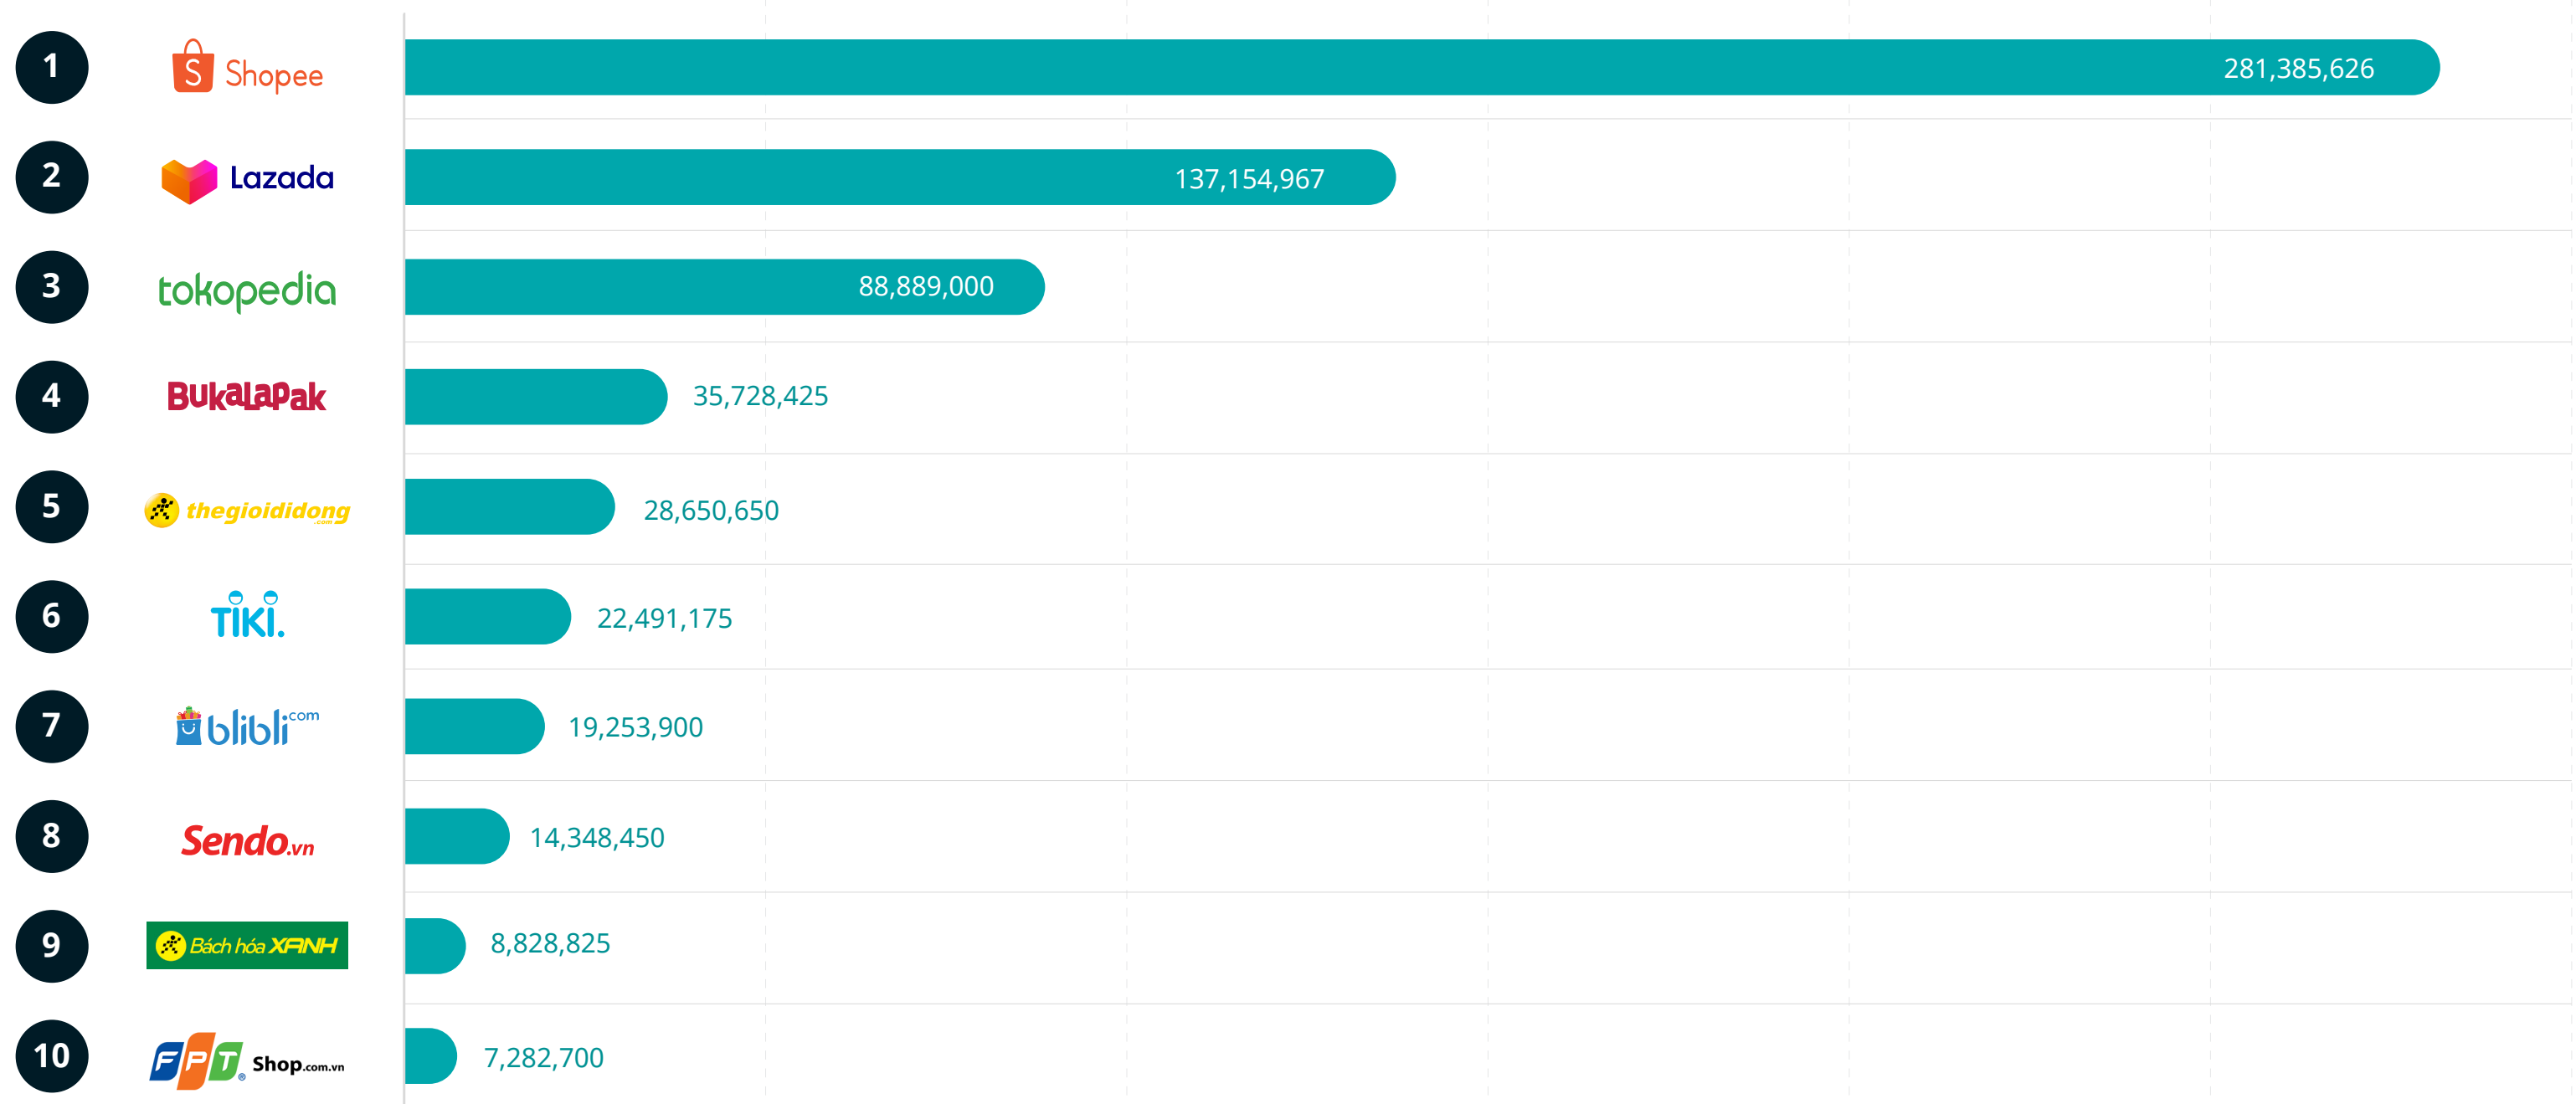 1 Shopee 281,385,626
2 Lazada 137,154,967
3 tokopedia 88,889,000
4 BukaLaPak 35,728,425
5 thegioididong.com 28,650,650
6 TIKI. 22,491,175
7 blibli.com 19,253,900
8 Sendo.vn 14,348,450
9 Bách hóa XANH 8,828,825
10 FPT® Shop.com.vn 7,282,700